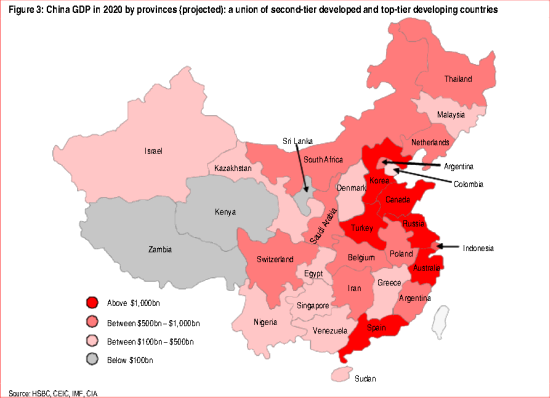 Figure 3: China GDP in 2020 by provinces (projected): a union of second-tier developed and top-tier developing countries
Thailand
Malaysia
Sri Lanka
Netherlands
Israel
South Africa
Kazakhstan
Argentina
Korea
Denmark
Colombia
Canada
Kenya
Saudi Arabia
Turkey
Russia
Zambia
Switzerland
Belgium
Poland
Indonesia
Egypt
Australia
Iran
Greece
Argentina
Above $1,000bn
Singapore
Between $500bn – $1,000bn
Nigeria
Venezuela
Spain
Between $100bn – $500bn
Below $100bn
Sudan
Source: HSBC, CEIC, IMF, CIA